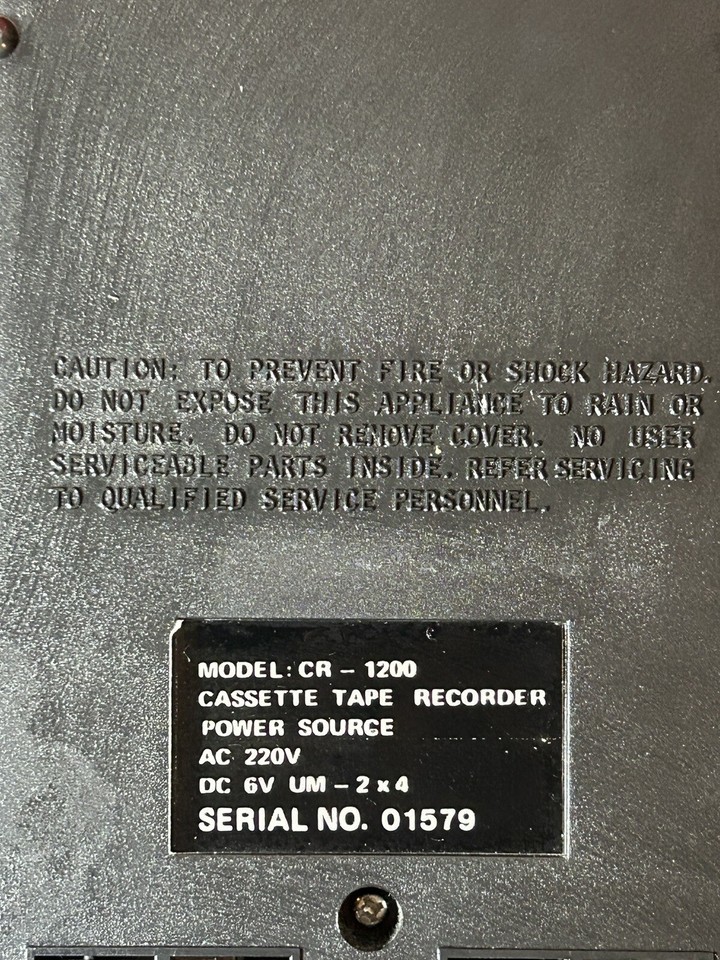 CAUTION: TO PREVENT FIRE OR SHOCK HAZARD.
DO NOT EXPOSE THIS APPLIANCE TO RAIN OR
MOISTURE. DO NOT REMOVE COVER. NO USER
SERVICEABLE PARTS INSIDE. REFER SERVICING
TO QUALIFIED SERVICE PERSONNEL.
MODEL: CR – 1200
CASSETTE TAPE RECORDER
POWER SOURCE
AC 220V
DC 6V UM – 2 x 4
SERIAL NO. 01579